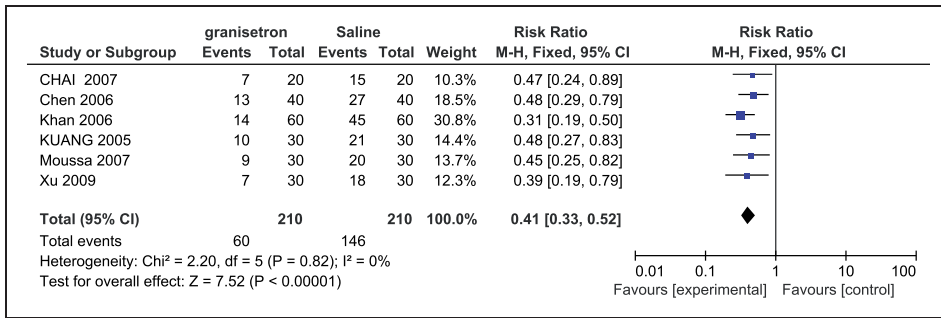 granisetron Saline Risk Ratio Risk Ratio
Study or Subgroup Events Total Events Total Weight M-H, Fixed, 95% CI M-H, Fixed, 95% CI
CHAI 2007 7 20 15 20 10.3% 0.47 [0.24, 0.89]
Chen 2006 13 40 27 40 18.5% 0.48 [0.29, 0.79]
Khan 2006 14 60 45 60 30.8% 0.31 [0.19, 0.50]
KUANG 2005 10 30 21 30 14.4% 0.48 [0.27, 0.83]
Moussa 2007 9 30 20 30 13.7% 0.45 [0.25, 0.82]
Xu 2009 7 30 18 30 12.3% 0.39 [0.19, 0.79]
Total (95% CI) 210 210 100.0% 0.41 [0.33, 0.52]
Total events 60 146
Heterogeneity: Chi² = 2.20, df = 5 (P = 0.82); I² = 0%
Test for overall effect: Z = 7.52 (P < 0.00001)
0.01 0.1 1 10 100
Favours [experimental] Favours [control]